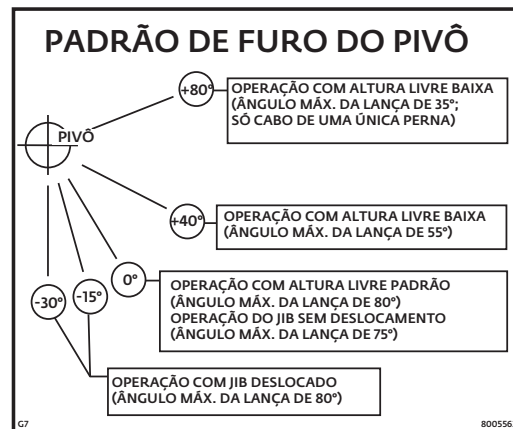 PADRÃO DE FURO DO PIVÔ
+80°
OPERAÇÃO COM ALTURA LIVRE BAIXA
(ÂNGULO MÁX. DA LANÇA DE 35°;
SÓ CABO DE UMA ÚNICA PERNA)
PIVÔ
+40°
OPERAÇÃO COM ALTURA LIVRE BAIXA
(ÂNGULO MÁX. DA LANÇA DE 55°)
0°
OPERAÇÃO COM ALTURA LIVRE PADRÃO
(ÂNGULO MÁX. DA LANÇA DE 80°)
OPERAÇÃO DO JIB SEM DESLOCAMENTO
(ÂNGULO MÁX. DA LANÇA DE 75°)
-30°
-15°
OPERAÇÃO COM JIB DESLOCADO
(ÂNGULO MÁX. DA LANÇA DE 80°)
G7